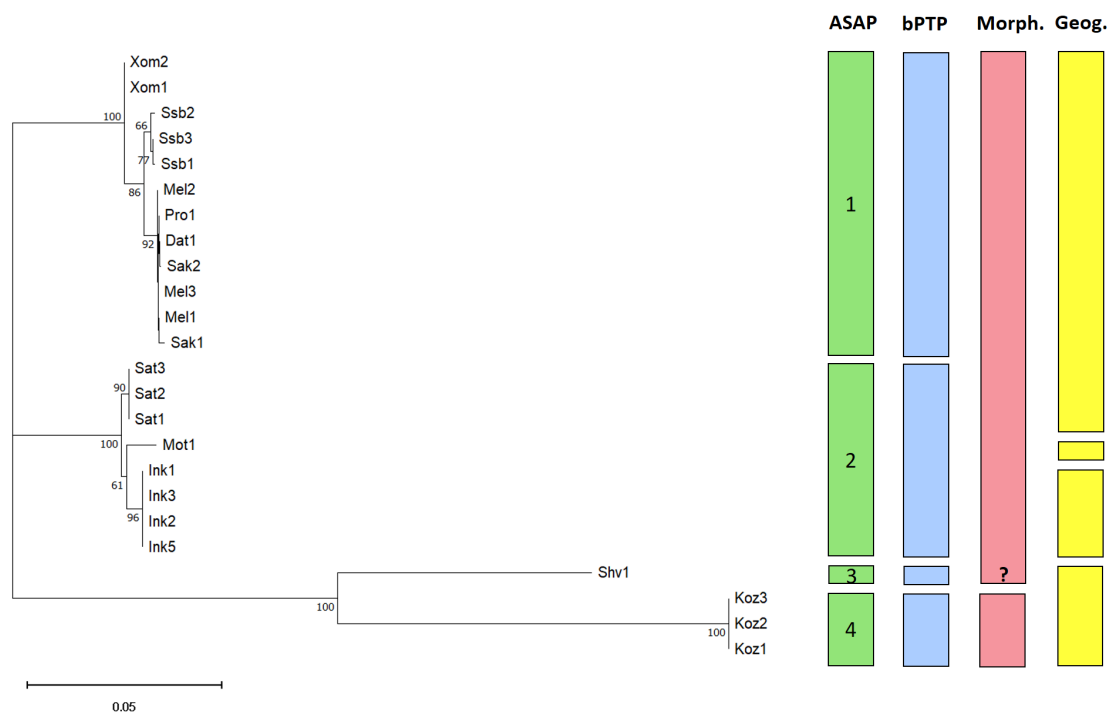 ASAP bPTP Morph. Geog.
Xom2
Xom1
100
Ssb2
66
Ssb3
77
Ssb1
86
Mel2
Pro1
1
Dat1
92
Sak2
Mel3
Mel1
Sak1
Sat3
90
Sat2
Sat1
100
Mot1
2
Ink1
61
Ink3
96
Ink2
Ink5
Shv1
3
?
100
Koz3
Koz2
100
4
Koz1
0.05